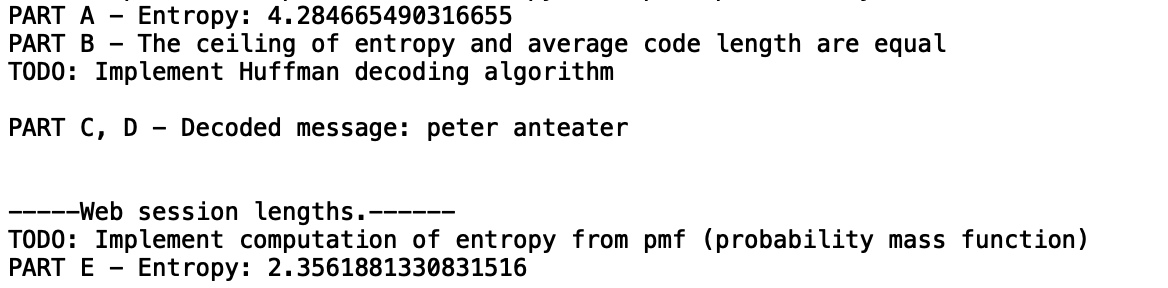 PART A – Entropy: 4.284665490316655
PART B – The ceiling of entropy and average code length are equal
TODO: Implement Huffman decoding algorithm
PART C, D – Decoded message: peter anteater
-----Web session lengths.------
TODO: Implement computation of entropy from pmf (probability mass function)
PART E – Entropy: 2.3561881330831516